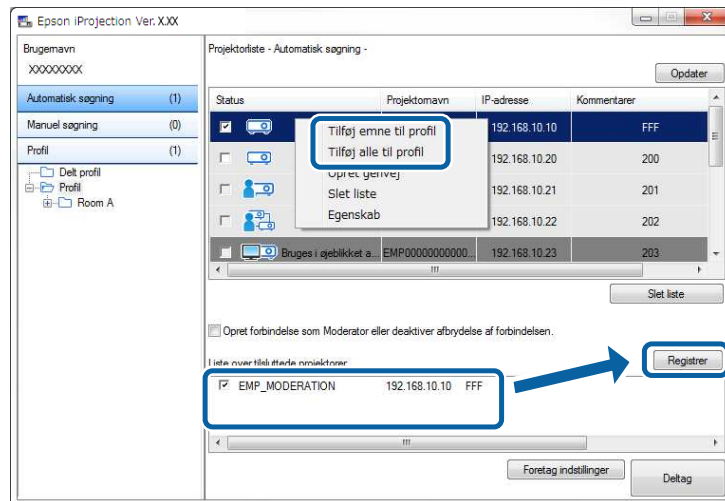 Epson iProjection Ver. X.XX
Brugernavn
XXXXXXXX
Automatisk søgning (1)
Manuel søgning (0)
Profil (1)
Delt profil
Profil
Room A
Projektorliste - Automatisk søgning -
Opdater
Status Projektornavn IP-adresse Kommentarer
192.168.10.10 FFF
192.168.10.20 200
192.168.10.21 201
192.168.10.22 202
Bruges i øjeblikket a... EMP00000000000... 192.168.10.23 203
Tilføj emne til profil
Tilføj alle til profil
Opret genvej
Slet liste
Egenskab
Slet liste
Opret forbindelse som Moderator eller deaktiver afbrydelse af forbindelsen.
Liste over tilsluttede projektorer
Registrer
EMP_MODERATION 192.168.10.10 FFF
Foretag indstillinger
Deltag